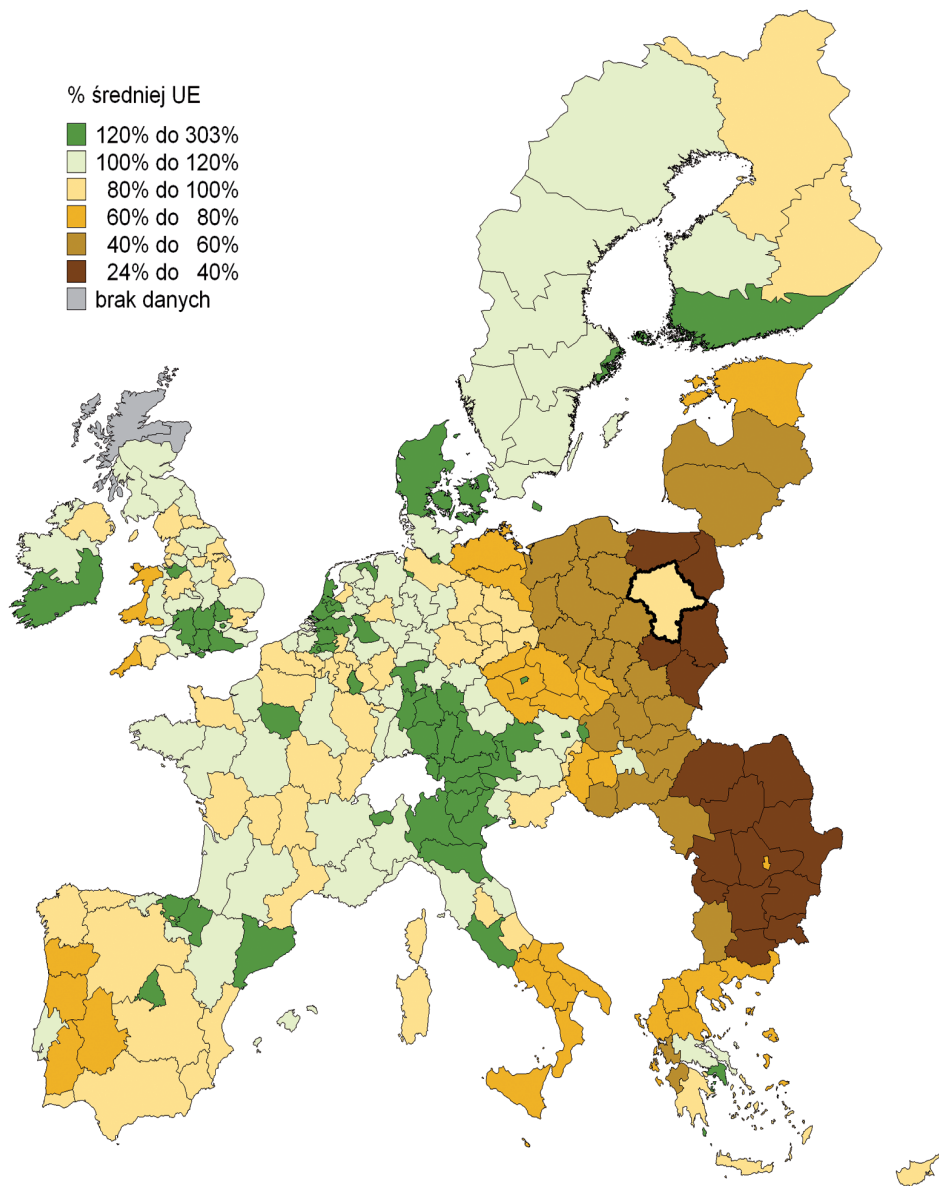 % średniej UE
120% do 303%
100% do 120%
80% do 100%
60% do 80%
40% do 60%
24% do 40%
brak danych